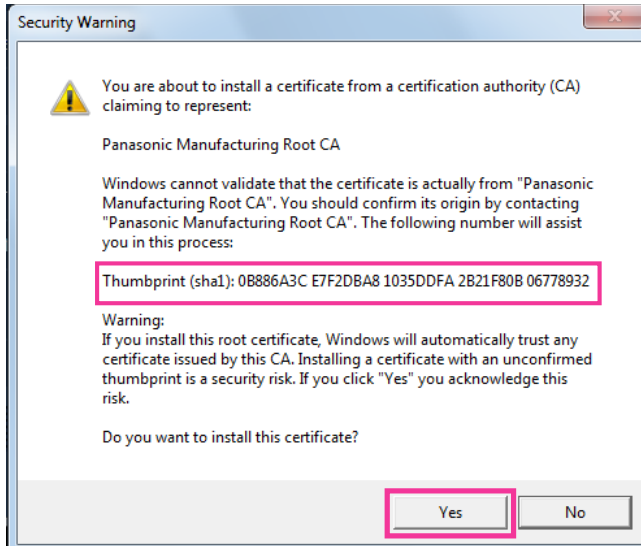 Security Warning
You are about to install a certificate from a certification authority (CA)
claiming to represent:
Panasonic Manufacturing Root CA
Windows cannot validate that the certificate is actually from "Panasonic
Manufacturing Root CA". You should confirm its origin by contacting
"Panasonic Manufacturing Root CA". The following number will assist
you in this process:
Thumbprint (sha1): 0B886A3C E7F2DBA8 1035DDFA 2B21F80B 06778932
Warning:
If you install this root certificate, Windows will automatically trust any
certificate issued by this CA. Installing a certificate with an unconfirmed
thumbprint is a security risk. If you click "Yes" you acknowledge this
risk.
Do you want to install this certificate?
Yes
No